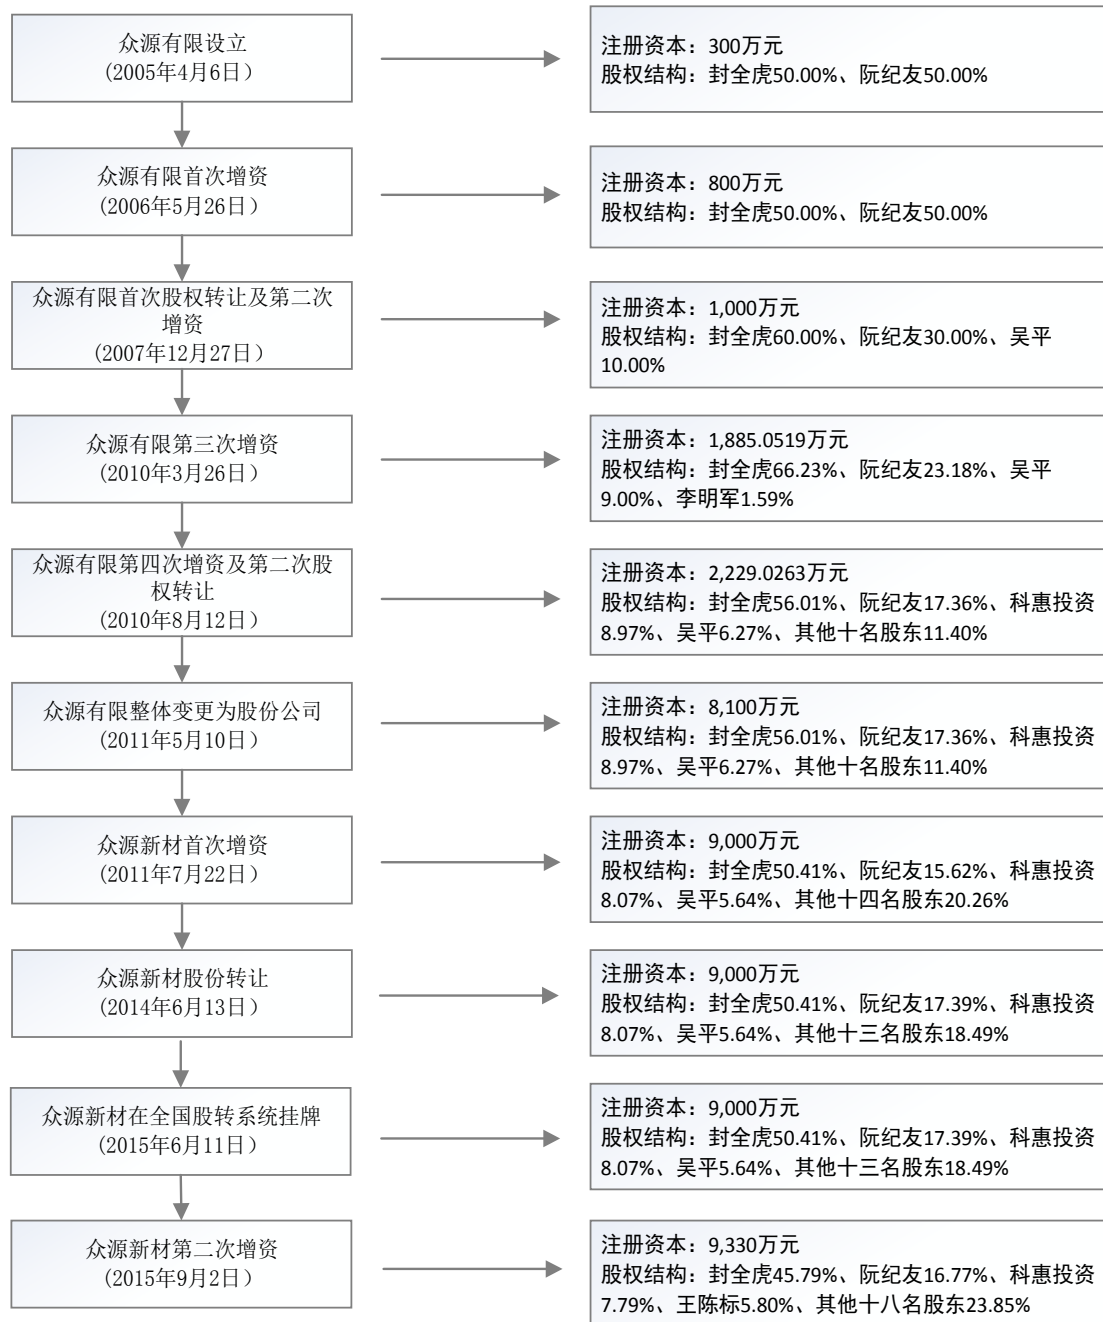 众源有限设立
(2005年4月6日）
注册资本：300万元
股权结构：封全虎50.00%、阮纪友50.00%
众源有限首次增资
(2006年5月26日）
注册资本：800万元
股权结构：封全虎50.00%、阮纪友50.00%
众源有限首次股权转让及第二次
增资
(2007年12月27日）
注册资本：1,000万元
股权结构：封全虎60.00%、阮纪友30.00%、吴平
10.00%
众源有限第三次增资
(2010年3月26日）
注册资本：1,885.0519万元
股权结构：封全虎66.23%、阮纪友23.18%、吴平
9.00%、李明军1.59%
众源有限第四次增资及第二次股
权转让
(2010年8月12日）
注册资本：2,229.0263万元
股权结构：封全虎56.01%、阮纪友17.36%、科惠投资
8.97%、吴平6.27%、其他十名股东11.40%
众源有限整体变更为股份公司
(2011年5月10日）
注册资本：8,100万元
股权结构：封全虎56.01%、阮纪友17.36%、科惠投资
8.97%、吴平6.27%、其他十名股东11.40%
众源新材首次增资
(2011年7月22日）
注册资本：9,000万元
股权结构：封全虎50.41%、阮纪友15.62%、科惠投资
8.07%、吴平5.64%、其他十四名股东20.26%
众源新材股份转让
(2014年6月13日）
注册资本：9,000万元
股权结构：封全虎50.41%、阮纪友17.39%、科惠投资
8.07%、吴平5.64%、其他十三名股东18.49%
众源新材在全国股转系统挂牌
(2015年6月11日）
注册资本：9,000万元
股权结构：封全虎50.41%、阮纪友17.39%、科惠投资
8.07%、吴平5.64%、其他十三名股东18.49%
众源新材第二次增资
(2015年9月2日）
注册资本：9,330万元
股权结构：封全虎45.79%、阮纪友16.77%、科惠投资
7.79%、王陈标5.80%、其他十八名股东23.85%